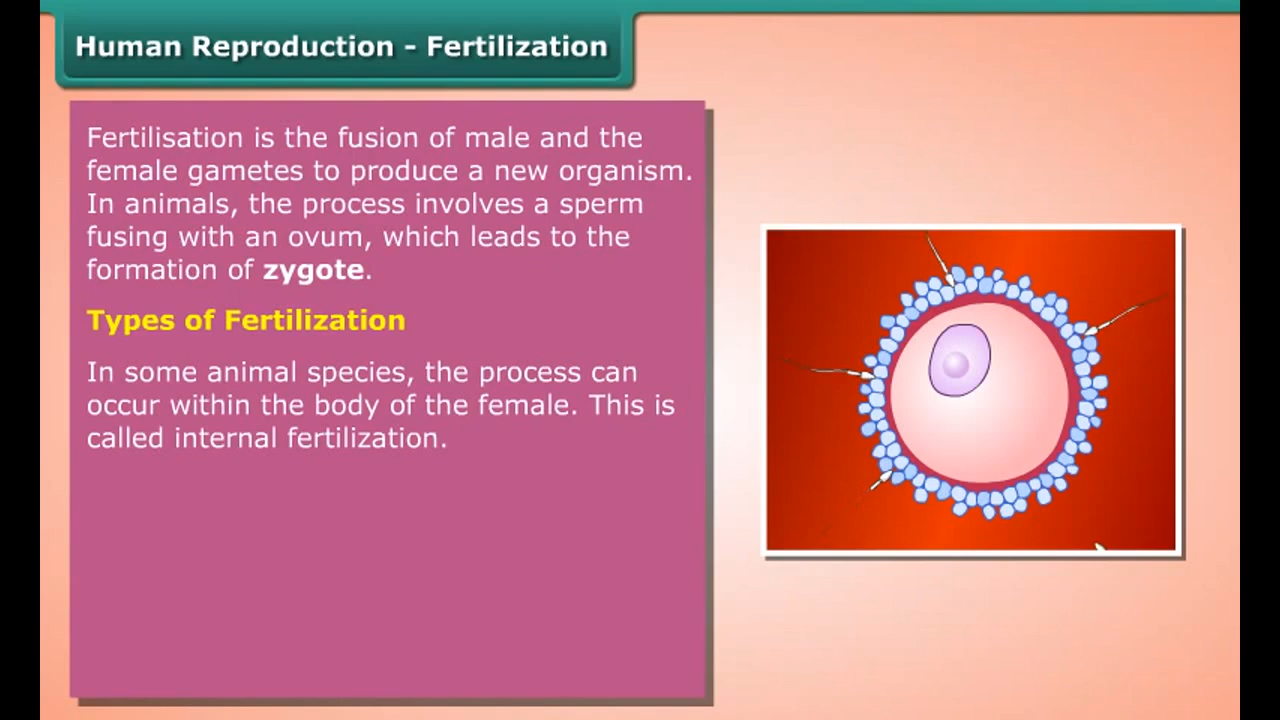 Human Reproduction - Fertilization
Fertilisation is the fusion of male and the
female gametes to produce a new organism.
In animals, the process involves a sperm
fusing with an ovum, which leads to the
formation of zygote.
Types of Fertilization
In some animal species, the process can
occur within the body of the female. This is
called internal fertilization.